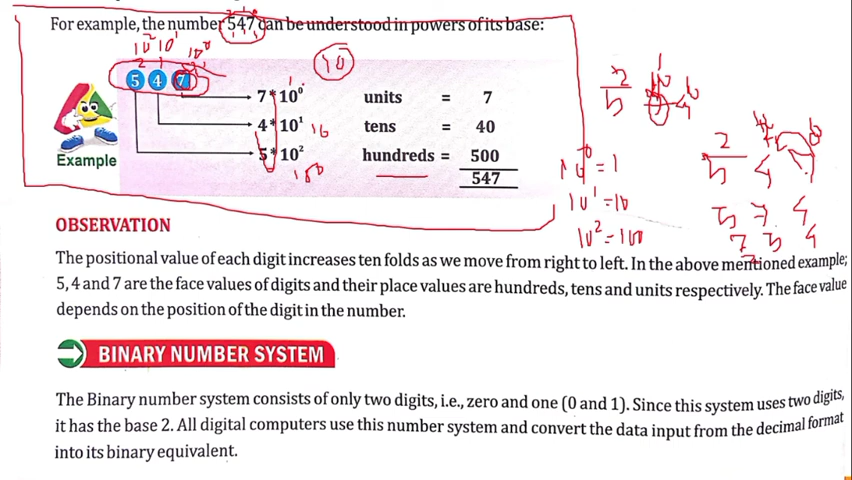 For example, the number 547 can be understood in powers of its base:
10² 10¹ 10⁰
2 1
10
5 4 7
7 * 10⁰ units = 7
4 * 10¹ 10 tens = 40
5 * 10² 100 hundreds = 500
547
Example
10⁰ = 1
10¹ = 10
10² = 100
OBSERVATION
The positional value of each digit increases ten folds as we move from right to left. In the above mentioned example;
5, 4 and 7 are the face values of digits and their place values are hundreds, tens and units respectively. The face value
depends on the position of the digit in the number.
BINARY NUMBER SYSTEM
The Binary number system consists of only two digits, i.e., zero and one (0 and 1). Since this system uses two digits,
it has the base 2. All digital computers use this number system and convert the data input from the decimal format
into its binary equivalent.